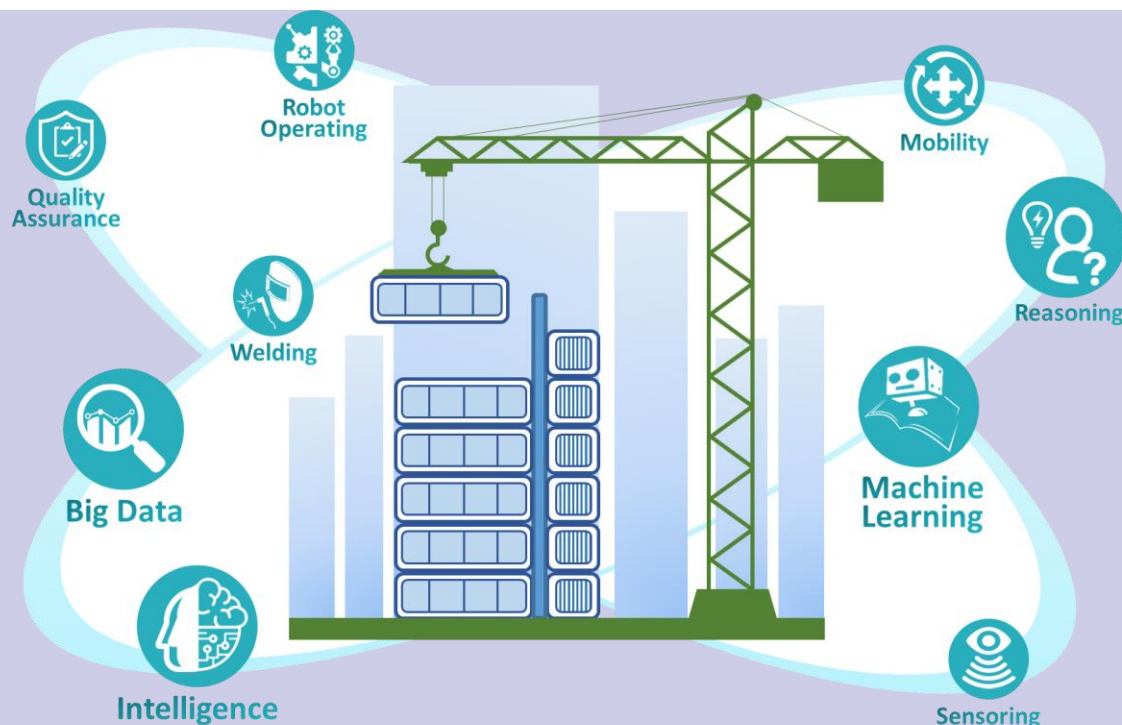 Robot
Operating
Mobility
Quality
Assurance
Reasoning
Welding
Big Data
Machine
Learning
Intelligence
Sensoring